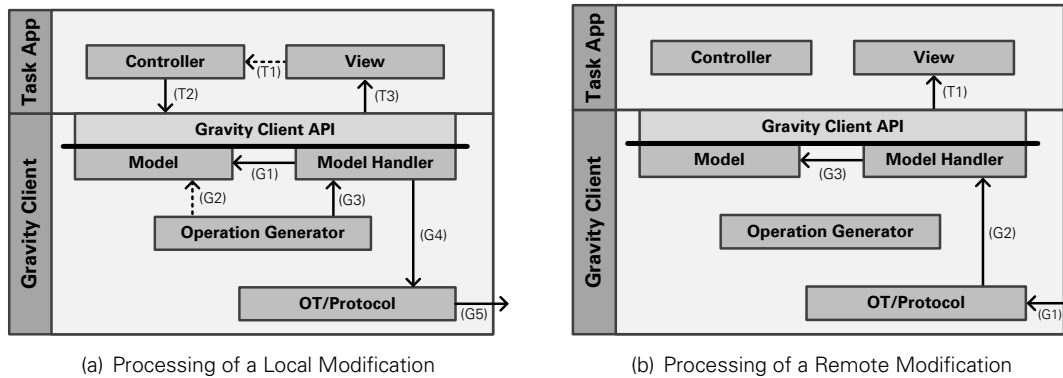 Task App
Controller
(T1)
View
(T2)
(T3)
Gravity Client
Gravity Client API
Model
(G1)
Model Handler
(G2)
(G3)
Operation Generator
(G4)
OT/Protocol
(G5)
(a) Processing of a Local Modification
Task App
Controller
View
(T1)
Gravity Client
Gravity Client API
Model
Model Handler
(G3)
Operation Generator
(G2)
OT/Protocol
(G1)
(b) Processing of a Remote Modification